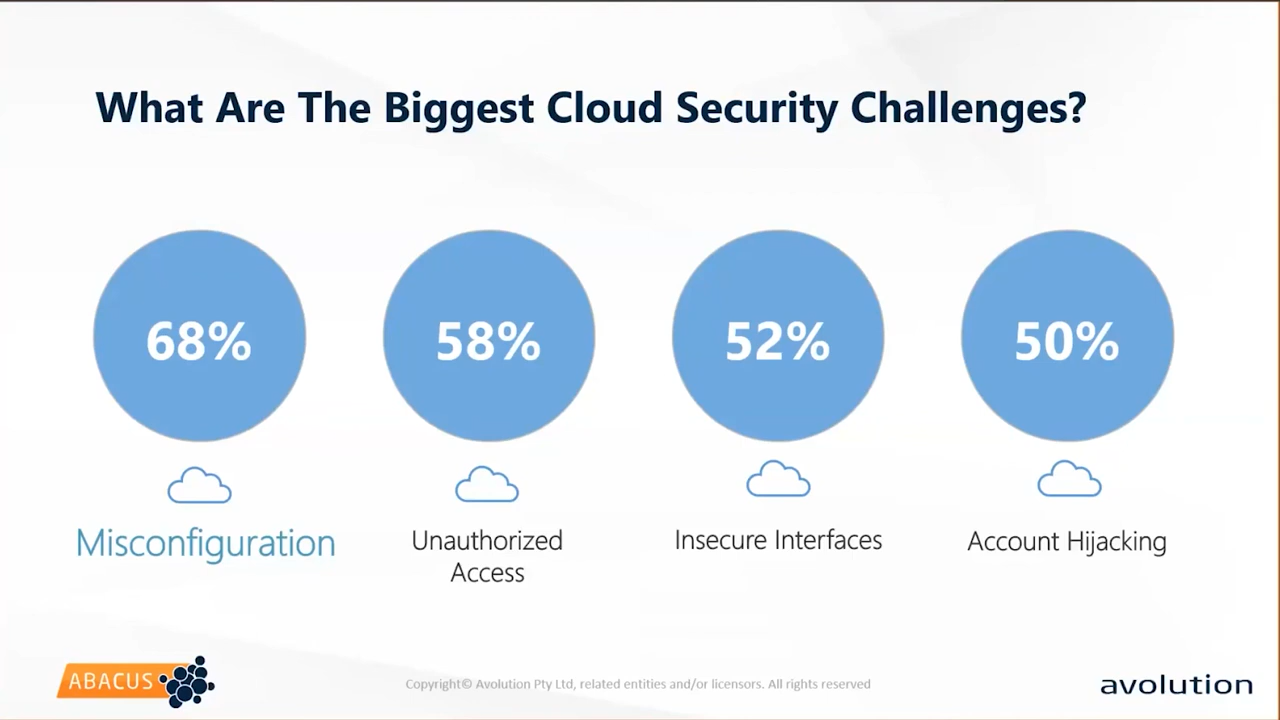 What Are The Biggest Cloud Security Challenges?
68%
58%
52%
50%
Misconfiguration
Unauthorized
Access
Insecure Interfaces
Account Hijacking
ABACUS
Copyright© Avolution Pty Ltd, related entities and/or licensors. All rights reserved
avolution